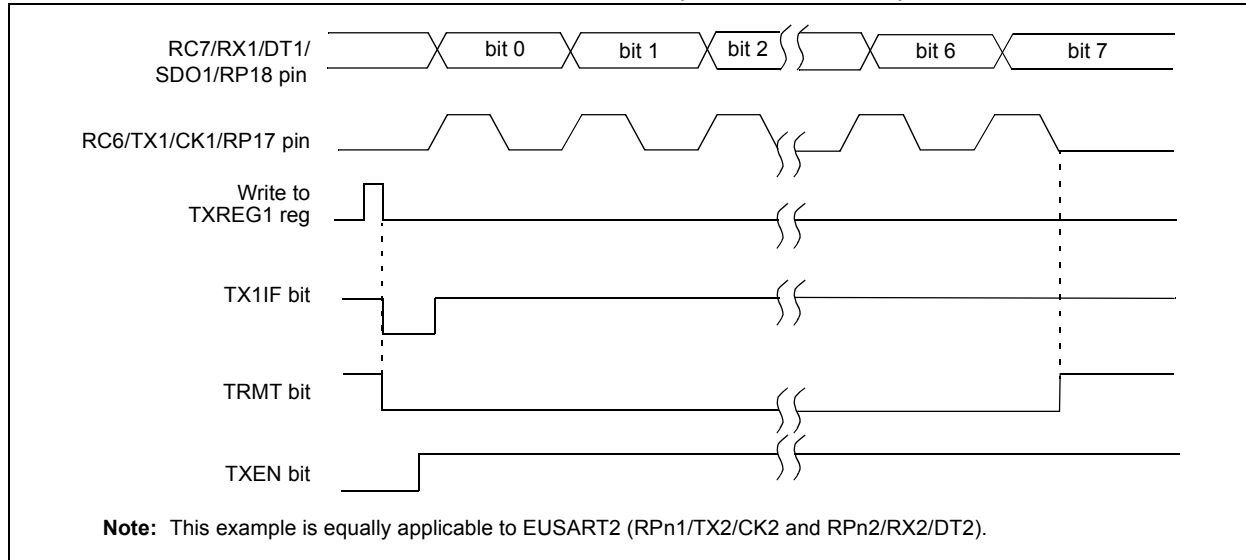 RC7/RX1/DT1/
SDO1/RP18 pin
bit 0 bit 1 bit 2 bit 6 bit 7
RC6/TX1/CK1/RP17 pin
Write to
TXREG1 reg
TX1IF bit
TRMT bit
TXEN bit
Note: This example is equally applicable to EUSART2 (RPn1/TX2/CK2 and RPn2/RX2/DT2).